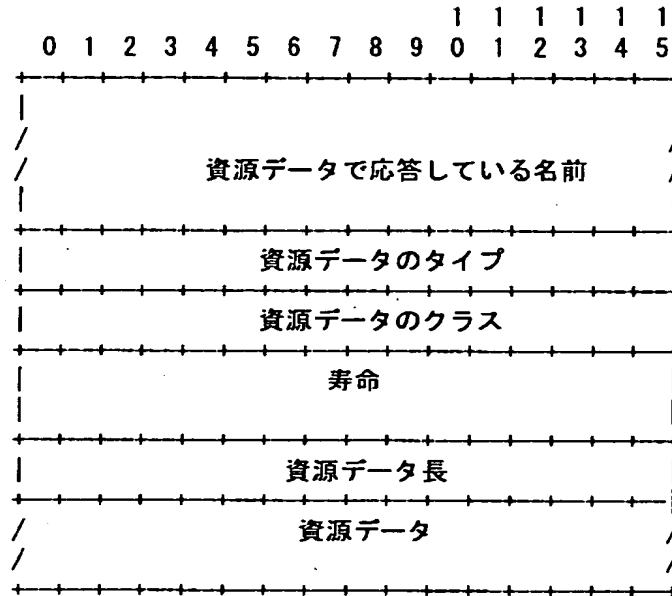 1 1 1 1 1 1
0 1 2 3 4 5 6 7 8 9 0 1 2 3 4 5
資源データで応答している名前
資源データのタイプ
資源データのクラス
寿命
資源データ長
資源データ